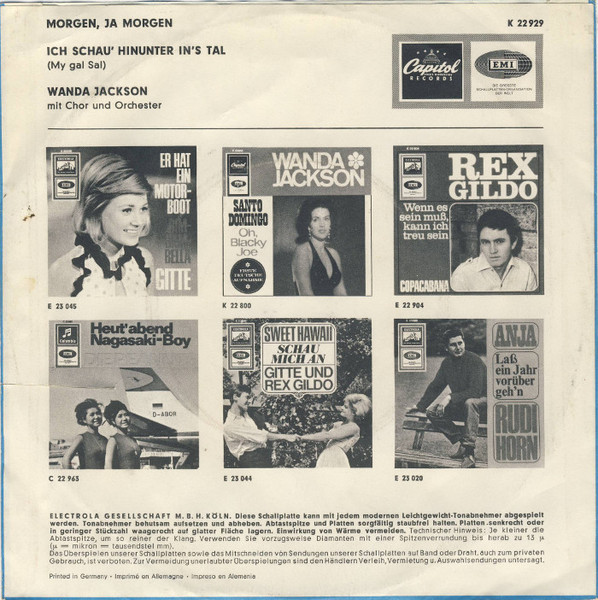 MORGEN, JA MORGEN
K 22 929
ICH SCHAU' HINUNTER IN'S TAL
(My gal Sal)
WANDA JACKSON
mit Chor und Orchester
Capitol
RECORDS
EMI
ER HAT
EIN
MOTOR-
BOOT
BELLA
GITTE
E 23 045
WANDA
JACKSON
SANTO
DOMINGO
Oh,
Blacky
Joe
K 22 800
REX
GILDO
Wenn es
sein muß,
kann ich
treu sein
COPACABANA
E 22 904
Heut' abend
Nagasaki-Boy
D-ABOR
C 22 963
SWEET HAWAII
SCHAU
MICH AN
GITTE UND
REX GILDO
E 23 044
ANJA
Laß
ein Jahr
vorüber
geh'n
RUDI
HORN
E 23 020
ELECTROLA GESELLSCHAFT M. B. H. KÖLN. Diese Schallplatte kann mit jedem modernen Leichtgewicht-Tonabnehmer abgespielt
werden. Tonabnehmer behutsam aufsetzen und abheben. Abtastspitze und Platten sorgfältig staubfrei halten. Platten senkrecht oder
in geringer Stückzahl waagerecht auf glatter Fläche lagern. Einwirkung von Wärme vermeiden. Technischer Hinweis: Je kleiner die
Abtastspitze, um so reiner der Klang. Verwenden Sie vorzugsweise Diamanten mit einer Spitzenverrundung bis herab zu 13 µ
(µ = mikron = tausendstel mm).
Das Überspielen unserer Schallplatten sowie das Mitschneiden von Sendungen unserer Schallplatten auf Band oder Draht, auch zum privaten
Gebrauch, ist verboten. Zur Vermeidung unerlaubter Überspielungen sind den Händlern Verleih, Vermietung u. Auswahlsendungen untersagt.
Printed in Germany - Imprimé en Allemagne - Impreso en Alemania